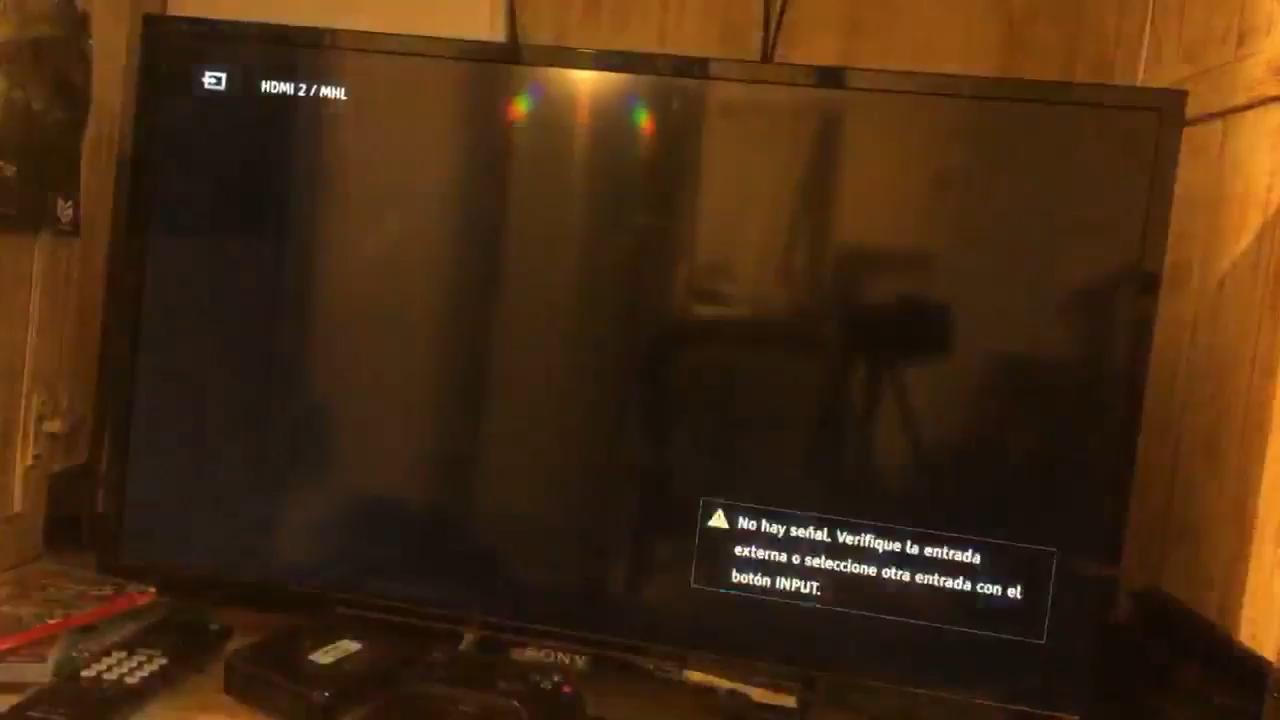 HDMI 2 / MHL
No hay señal. Verifique la entrada
externa o seleccione otra entrada con el
botón INPUT.
SONY